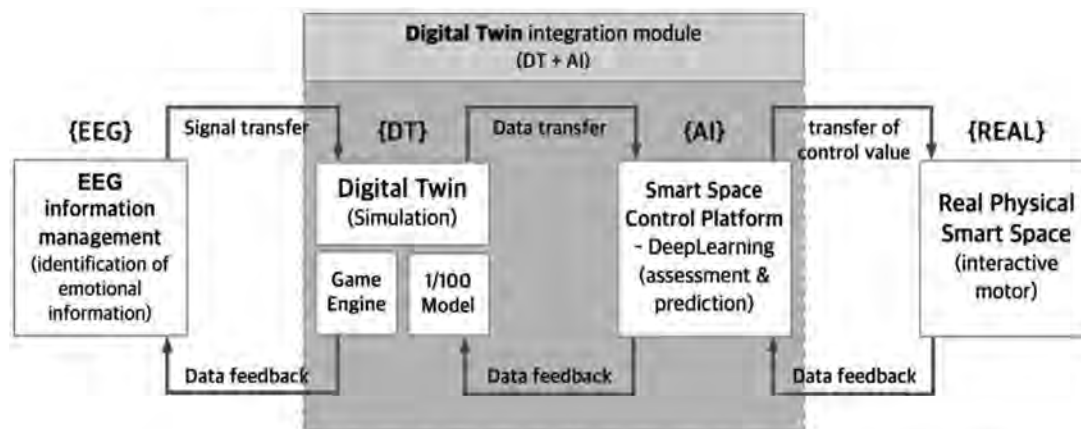 Digital Twin integration module
(DT + AI)
{EEG}
Signal transfer
{DT}
Data transfer
{AI}
transfer of
control value
{REAL}
EEG
information
management
(identification of
emotional
information)
Digital Twin
(Simulation)
Game
Engine
1/100
Model
Smart Space
Control Platform
- DeepLearning
(assessment &
prediction)
Real Physical
Smart Space
(interactive
motor)
Data feedback
Data feedback
Data feedback